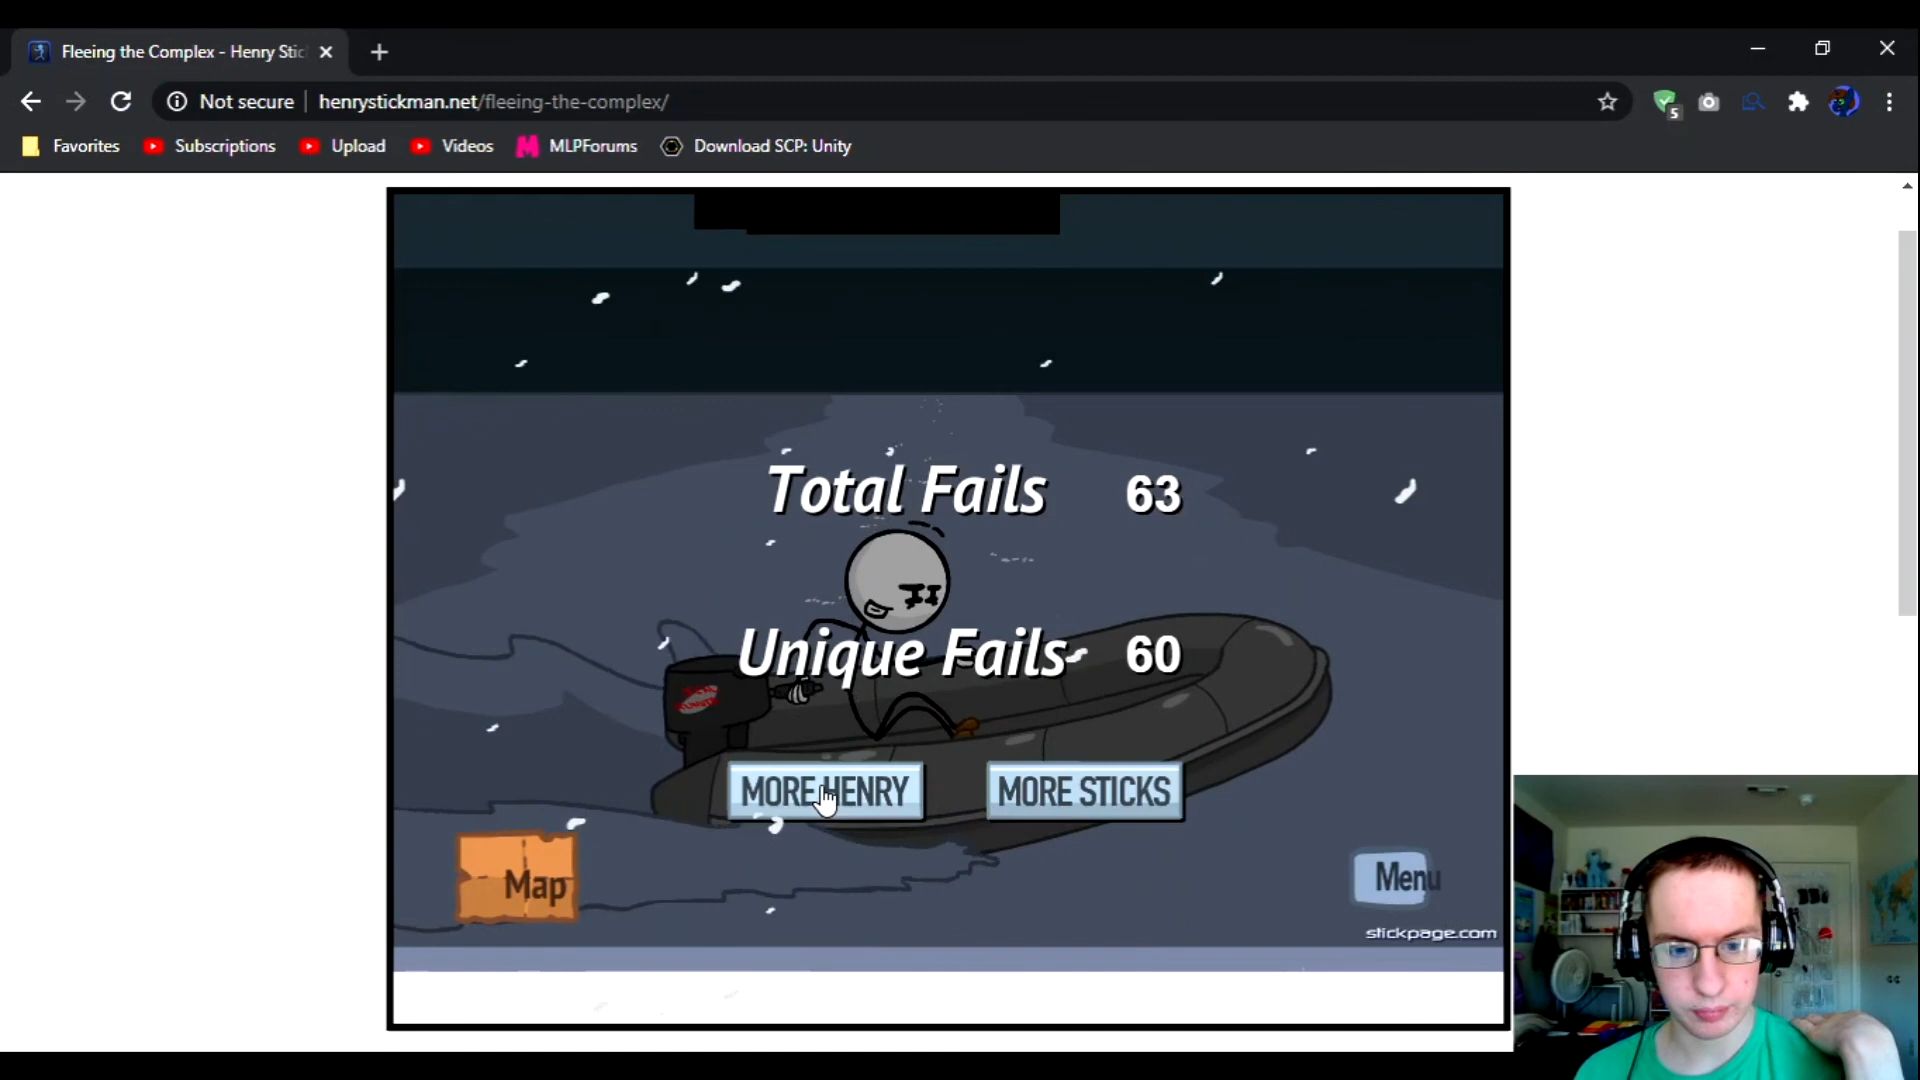 Fleeing the Complex - Henry Stic
Not secure henrystickman.net/fleeing-the-complex/
5
Favorites Subscriptions Upload Videos MLPForums Download SCP: Unity
Total Fails 63
Unique Fails 60
MORE HENRY MORE STICKS
Map
Menu
stickpage.com